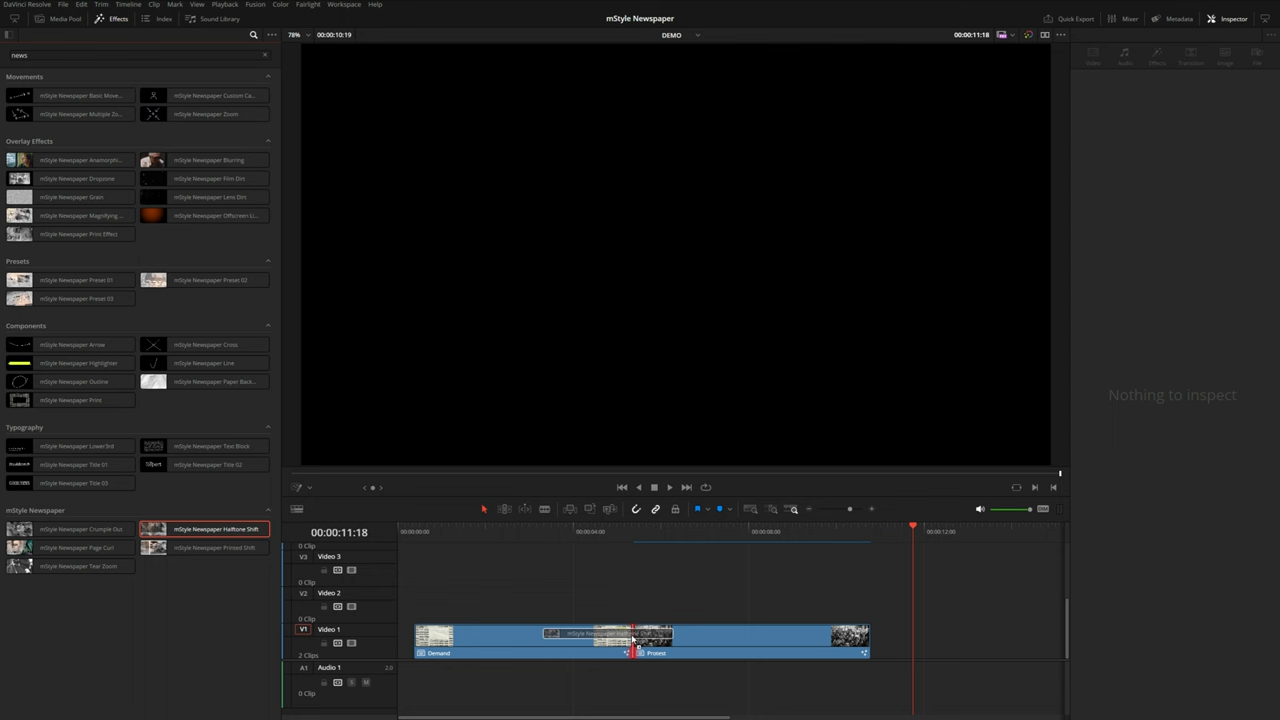 DaVinci Resolve File Edit Trim Timeline Clip Mark View Playback Fusion Color Fairlight Workspace Help
Media Pool Effects Index Sound Library mStyle Newspaper Quick Export Mixer Metadata Inspector
78% 00:00:10:19 DEMO 00:00:11:18
news
Video Audio Effects Transition Image File
Movements
mStyle Newspaper Basic Move... mStyle Newspaper Custom Ca...
mStyle Newspaper Multiple Zo... mStyle Newspaper Zoom
Overlay Effects
mStyle Newspaper Anamorphi... mStyle Newspaper Blurring
mStyle Newspaper Dropzone mStyle Newspaper Film Dirt
mStyle Newspaper Grain mStyle Newspaper Lens Dirt
mStyle Newspaper Magnifying ... mStyle Newspaper Offscreen Li...
mStyle Newspaper Print Effect
Presets
mStyle Newspaper Preset 01 mStyle Newspaper Preset 02
mStyle Newspaper Preset 03
Components
mStyle Newspaper Arrow mStyle Newspaper Cross
mStyle Newspaper Highlighter mStyle Newspaper Line
mStyle Newspaper Outline mStyle Newspaper Paper Back...
mStyle Newspaper Print
Nothing to inspect
Typography
mStyle Newspaper Lower3rd mStyle Newspaper Text Block
mStyle Newspaper Title 01 mStyle Newspaper Title 02
mStyle Newspaper Title 03
mStyle Newspaper
mStyle Newspaper Crumple Out mStyle Newspaper Halftone Shift
mStyle Newspaper Page Curl mStyle Newspaper Printed Shift
mStyle Newspaper Tear Zoom
00:00:11:18 00:00:00:00 00:00:04:00 00:00:08:00 00:00:12:00
0 Clip
V3 Video 3
0 Clip
V2 Video 2
0 Clip
V1 Video 1
mStyle Newspaper Halftone Shift
2 Clips Demand Protest
A1 Audio 1 2.0
S M
0 Clip